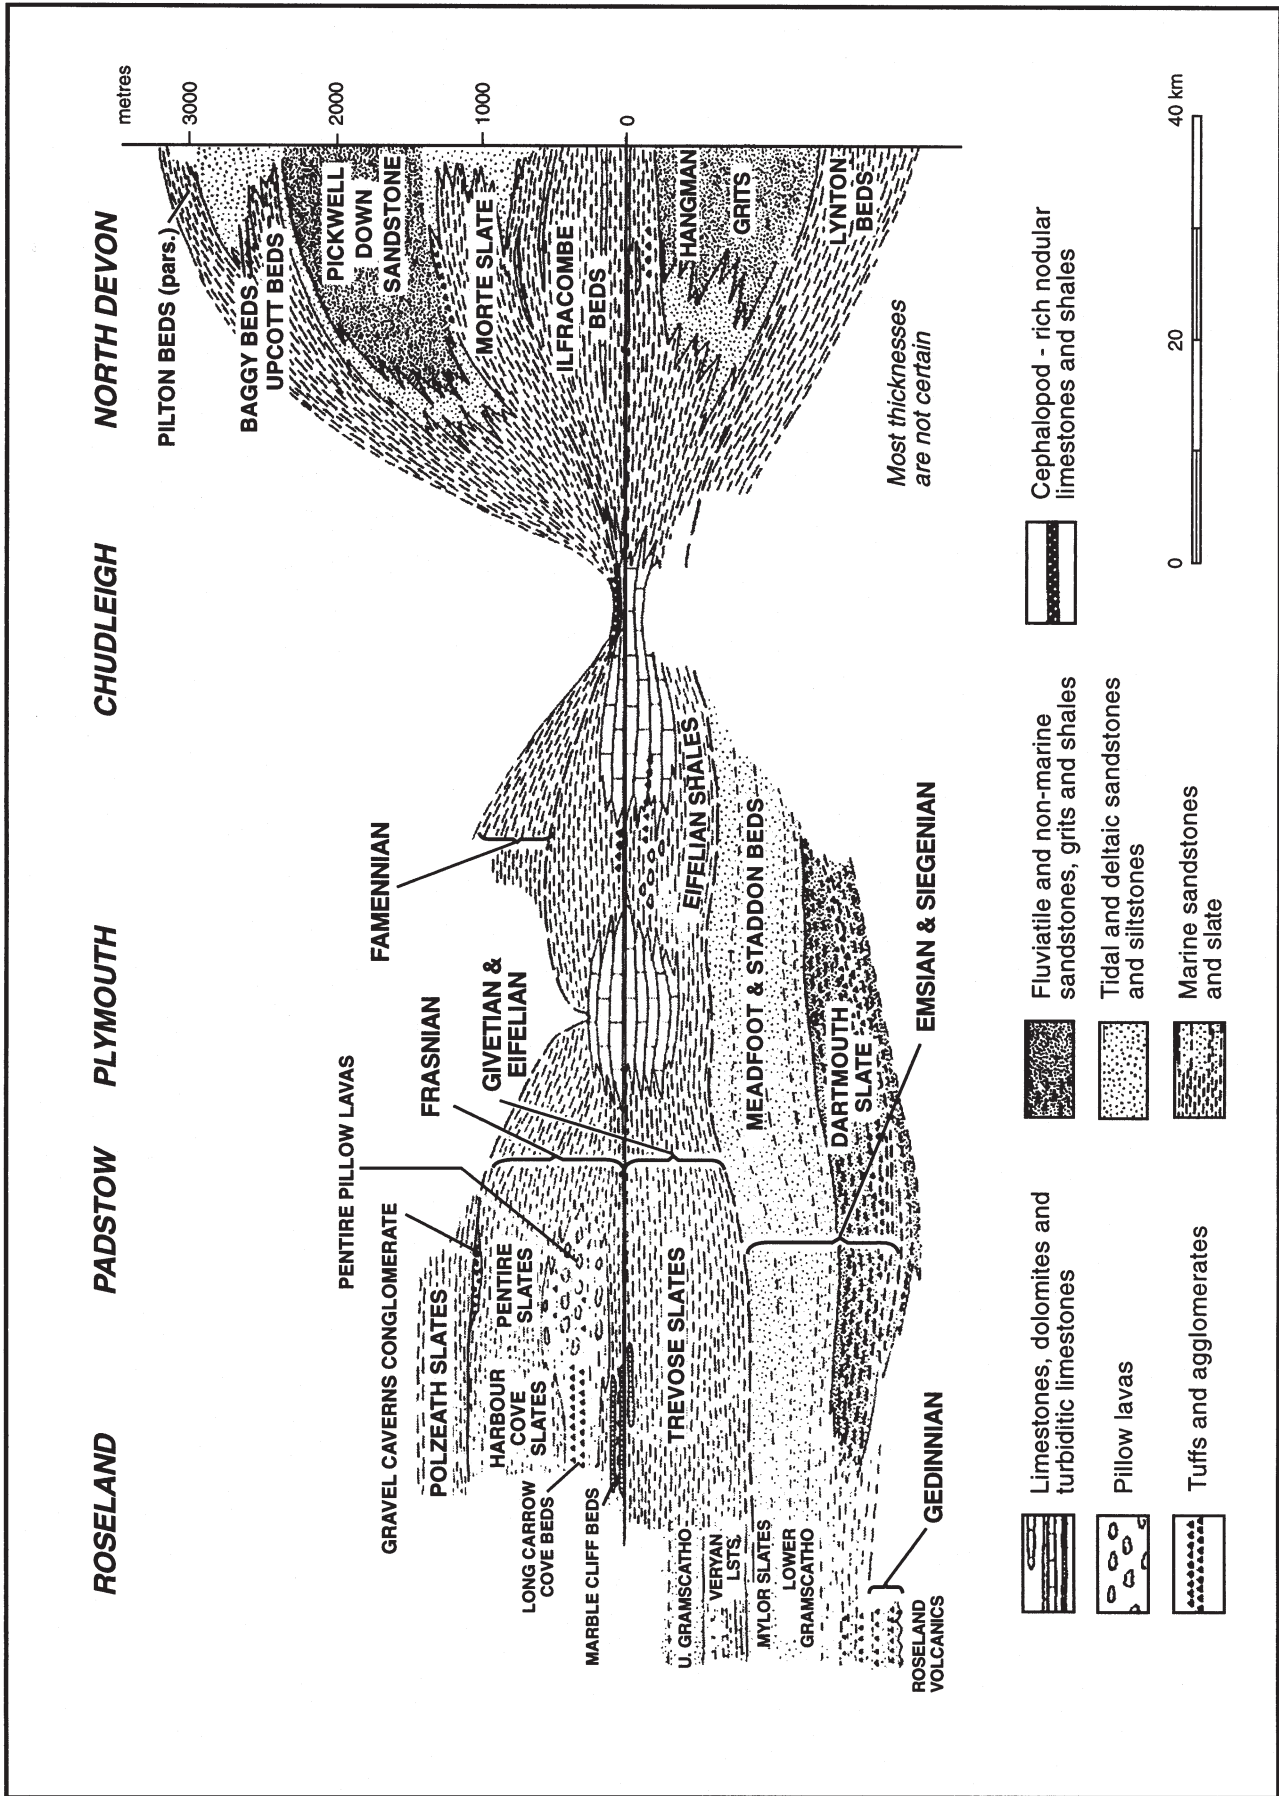 ROSELAND
PADSTOW
PLYMOUTH
CHUDLEIGH
NORTH DEVON
metres
3000
2000
1000
0
PILTON BEDS (pars.)
BAGGY BEDS
UPCOTT BEDS
PICKWELL
DOWN
SANDSTONE
MORTE SLATE
ILFRACOMBE
BEDS
HANGMAN
GRITS
LYNTON
BEDS
Most thicknesses
are not certain
PENTIRE PILLOW LAVAS
GRAVEL CAVERNS CONGLOMERATE
FAMENNIAN
FRASNIAN
GIVETIAN &
EIFELIAN
POLZEATH SLATES
PENTIRE
SLATES
HARBOUR
COVE
SLATES
LONG CARROW
COVE BEDS
MARBLE CLIFF BEDS
TREVOSE SLATES
EIFELIAN SHALES
MEADFOOT & STADDON BEDS
DARTMOUTH
SLATE
EMSIAN & SIEGENIAN
U. GRAMSCATHO
VERYAN
LSTS.
MYLOR SLATES
LOWER
GRAMSCATHO
GEDINNIAN
ROSELAND
VOLCANICS
Limestones, dolomites and
turbiditic limestones
Pillow lavas
Tuffs and agglomerates
Fluviatile and non-marine
sandstones, grits and shales
Tidal and deltaic sandstones
and siltstones
Marine sandstones
and slate
Cephalopod - rich nodular
limestones and shales
0
20
40 km